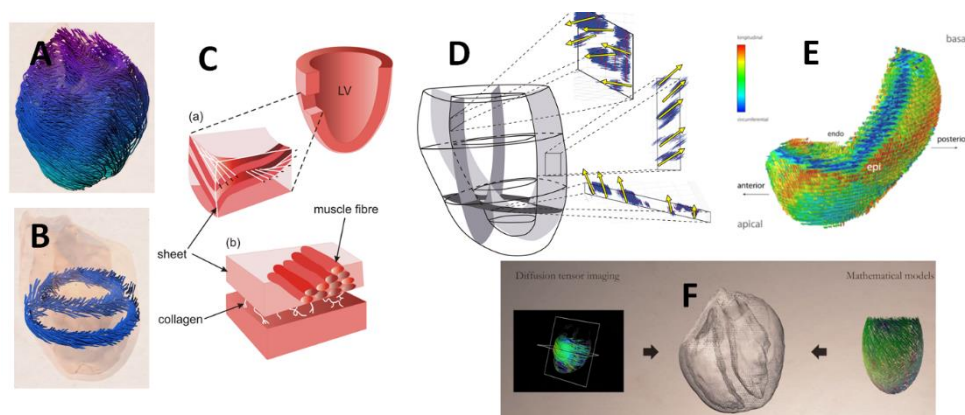 A
B
C
LV
(a)
sheet
muscle fibre
(b)
collagen
D
longitudinal
circumferential
E
basal
endo
posterior
epi
anterior
apical
Diffusion tensor imaging
F
Mathematical models